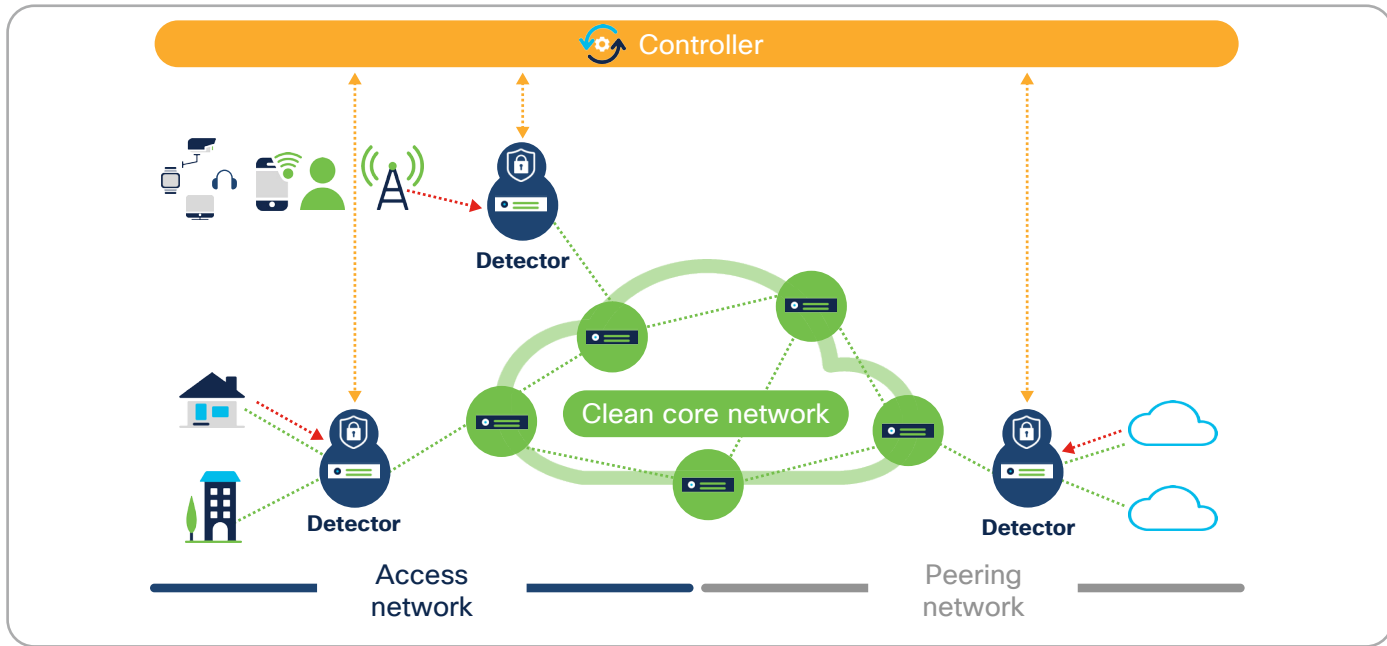 Controller
Detector
Clean core network
Detector
Detector
Access
network
Peering
network